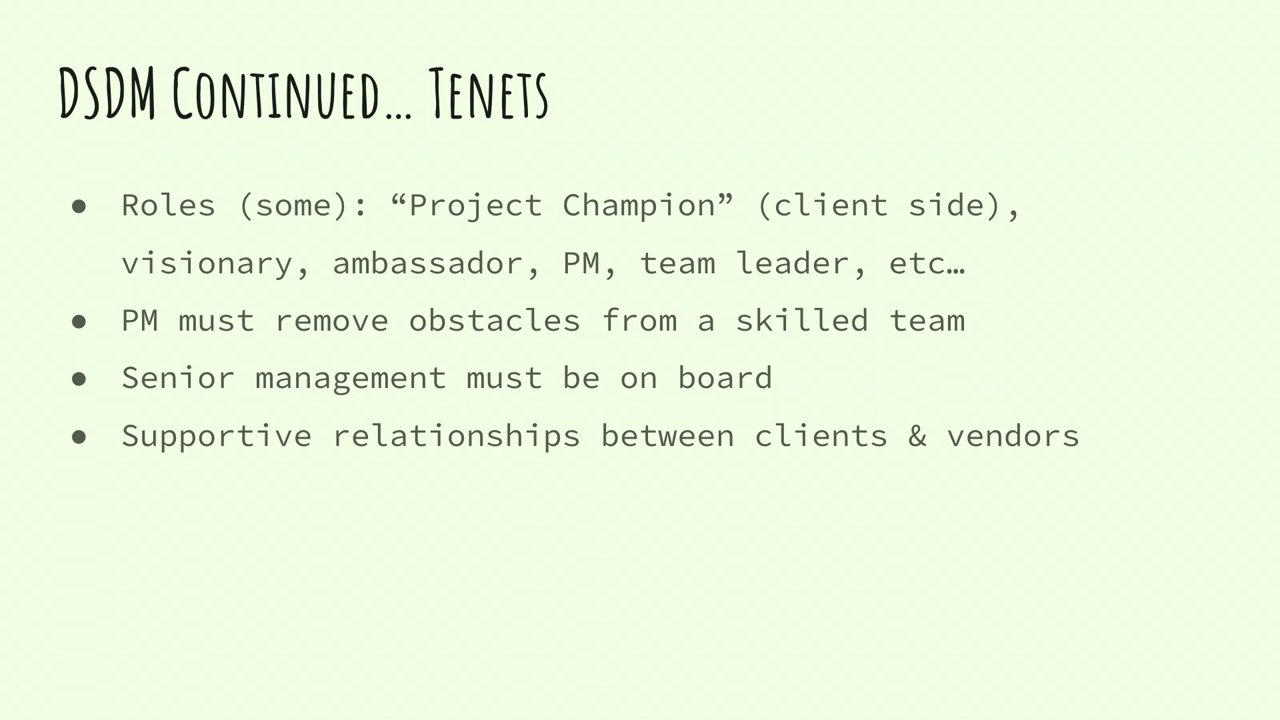 DSDM Continued… Tenets
● Roles (some): “Project Champion” (client side),
visionary, ambassador, PM, team leader, etc…
● PM must remove obstacles from a skilled team
● Senior management must be on board
● Supportive relationships between clients & vendors